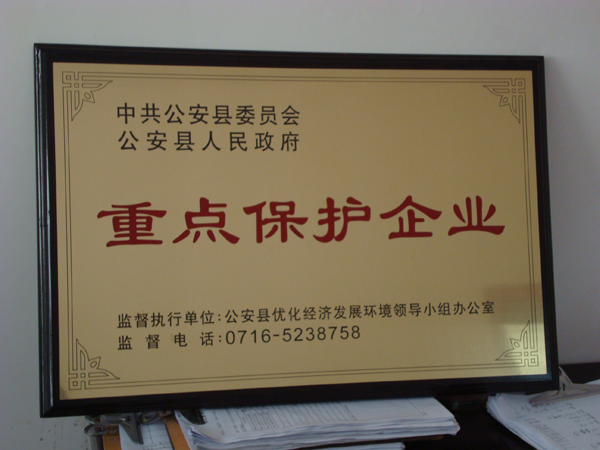 中共公安县委员会
公安县人民政府
重点保护企业
监督执行单位:公安县优化经济发展环境领导小组办公室
监督电话:0716-5238758